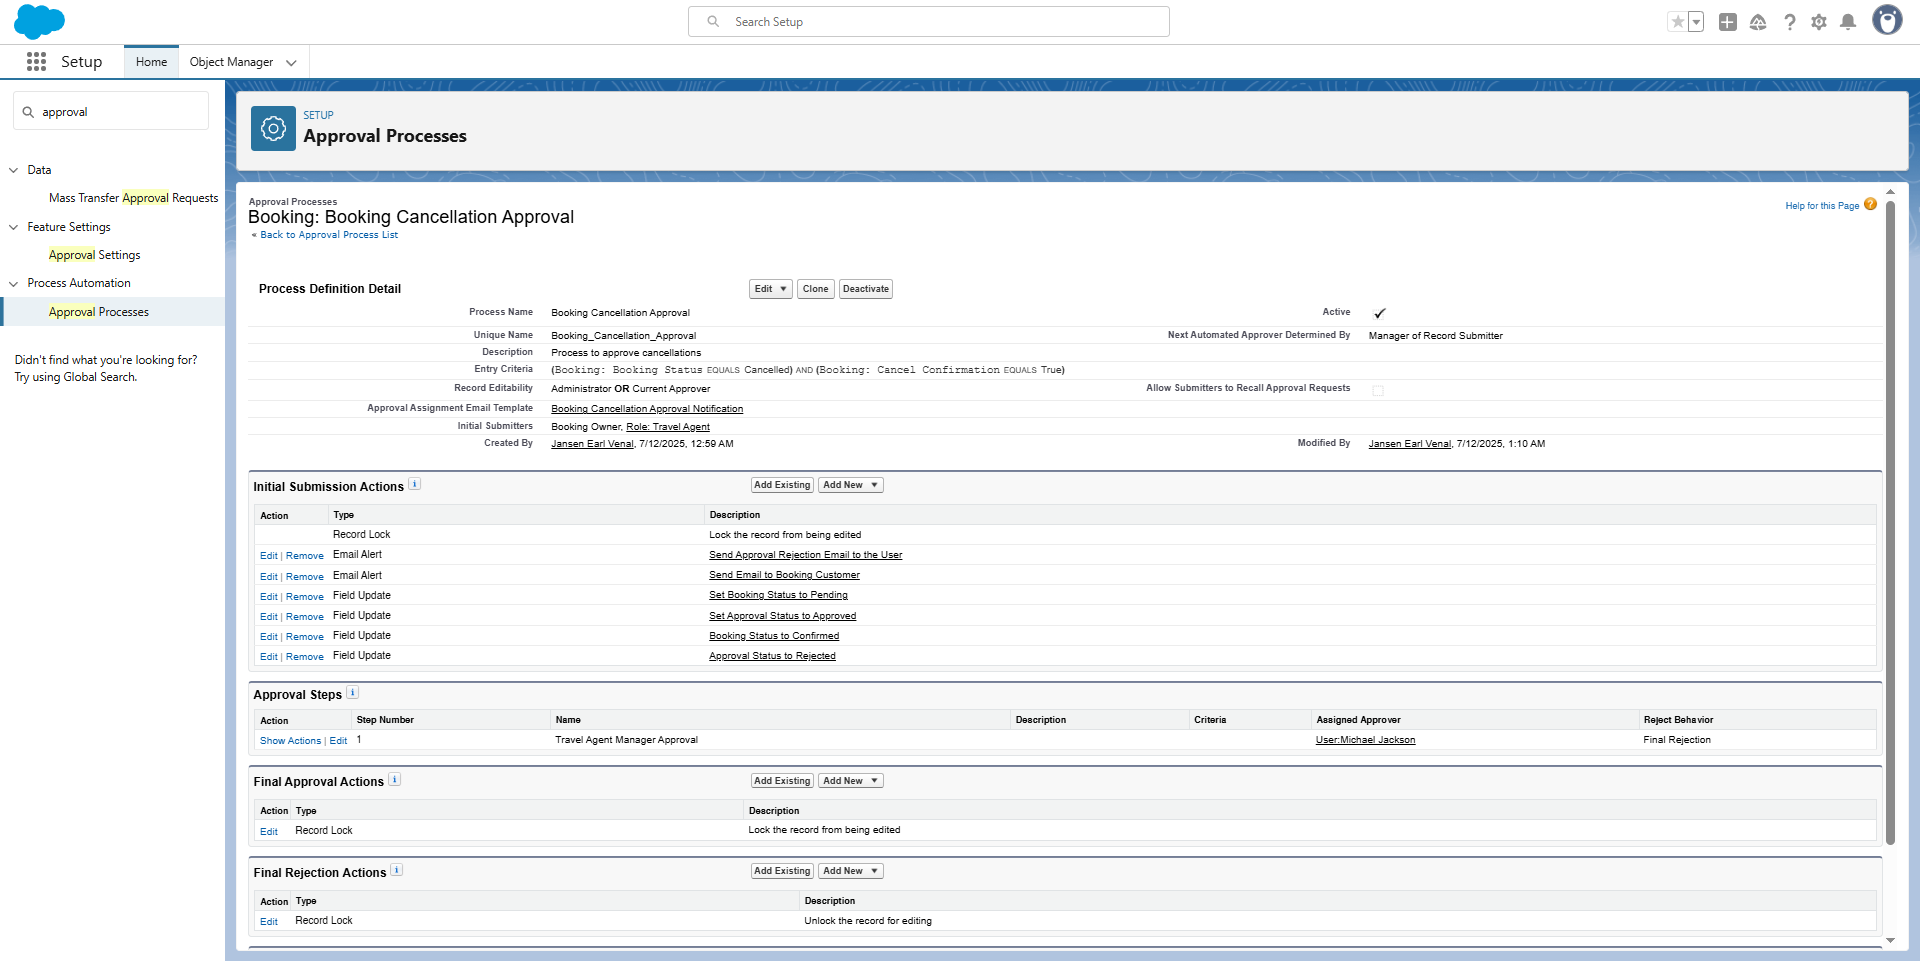 Search Setup
Setup
Home
Object Manager
approval
Data
Mass Transfer Approval Requests
Feature Settings
Approval Settings
Process Automation
Approval Processes
Didn't find what you're looking for?
Try using Global Search.
SETUP
Approval Processes
Approval Processes
Booking: Booking Cancellation Approval
« Back to Approval Process List
Help for this Page ?
Process Definition Detail
Edit Clone Deactivate
Process Name Booking Cancellation Approval Active
Unique Name Booking_Cancellation_Approval Next Automated Approver Determined By Manager of Record Submitter
Description Process to approve cancellations
Entry Criteria (Booking: Booking Status EQUALS Cancelled) AND (Booking: Cancel Confirmation EQUALS True)
Record Editability Administrator OR Current Approver Allow Submitters to Recall Approval Requests
Approval Assignment Email Template Booking Cancellation Approval Notification
Initial Submitters Booking Owner, Role: Travel Agent
Created By Jansen Earl Venal, 7/12/2025, 12:59 AM Modified By Jansen Earl Venal, 7/12/2025, 1:10 AM
Initial Submission Actions i Add Existing Add New
Action Type Description
Record Lock Lock the record from being edited
Edit | Remove Email Alert Send Approval Rejection Email to the User
Edit | Remove Email Alert Send Email to Booking Customer
Edit | Remove Field Update Set Booking Status to Pending
Edit | Remove Field Update Set Approval Status to Approved
Edit | Remove Field Update Booking Status to Confirmed
Edit | Remove Field Update Approval Status to Rejected
Approval Steps i
Action Step Number Name Description Criteria Assigned Approver Reject Behavior
Show Actions | Edit 1 Travel Agent Manager Approval User:Michael Jackson Final Rejection
Final Approval Actions i Add Existing Add New
Action Type Description
Edit Record Lock Lock the record from being edited
Final Rejection Actions i Add Existing Add New
Action Type Description
Edit Record Lock Unlock the record for editing